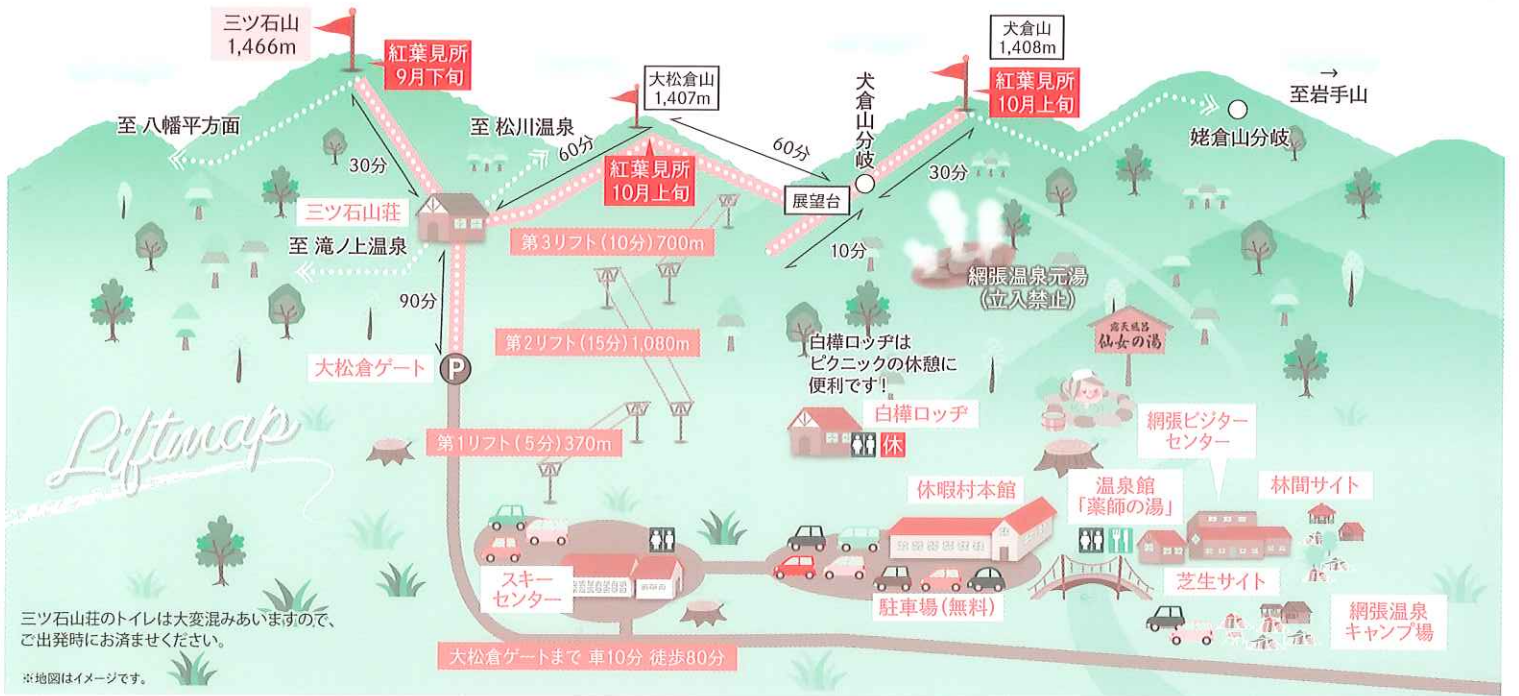 三ツ石山
1,466m
紅葉見所
9月下旬
大松倉山
1,407m
犬倉山
1,408m
紅葉見所
10月上旬
→
至岩手山
至 八幡平方面
至 松川温泉
犬倉山分岐
姥倉山分岐
30分
60分
紅葉見所
10月上旬
60分
30分
展望台
三ツ石山荘
至 滝ノ上温泉
第3リフト(10分)700m
10分
網張温泉元湯
(立入禁止)
90分
第2リフト(15分)1,080m
大松倉ゲート
P
白樺ロッヂは
ピクニックの休憩に
便利です!
露天風呂
仙女の湯
Liftmap
第1リフト(5分)370m
白樺ロッヂ
休
網張ビジター
センター
休暇村本館
温泉館
「薬師の湯」
林間サイト
スキー
センター
駐車場(無料)
芝生サイト
網張温泉
キャンプ場
三ツ石山荘のトイレは大変混みあいますので、
ご出発時にお済ませください。
大松倉ゲートまで 車10分 徒歩80分
※地図はイメージです。